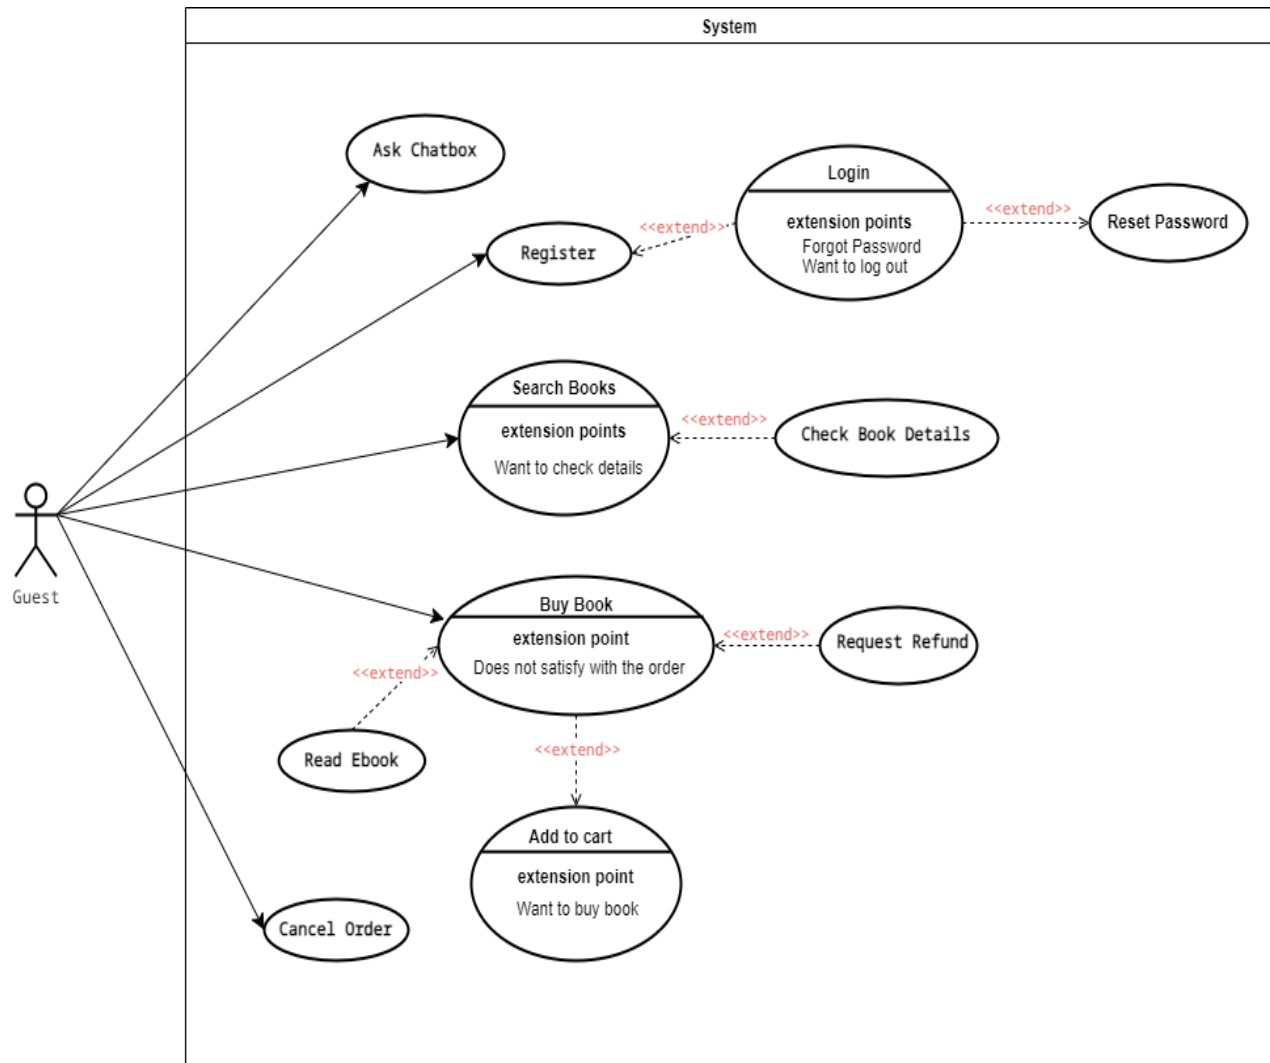 System
Ask Chatbox
Login
extension points
Forgot Password
Want to log out
<<extend>>
Reset Password
<<extend>>
Register
Search Books
extension points
Want to check details
<<extend>>
Check Book Details
Guest
Buy Book
extension point
Does not satisfy with the order
<<extend>>
Request Refund
<<extend>>
Read Ebook
<<extend>>
Add to cart
extension point
Want to buy book
Cancel Order